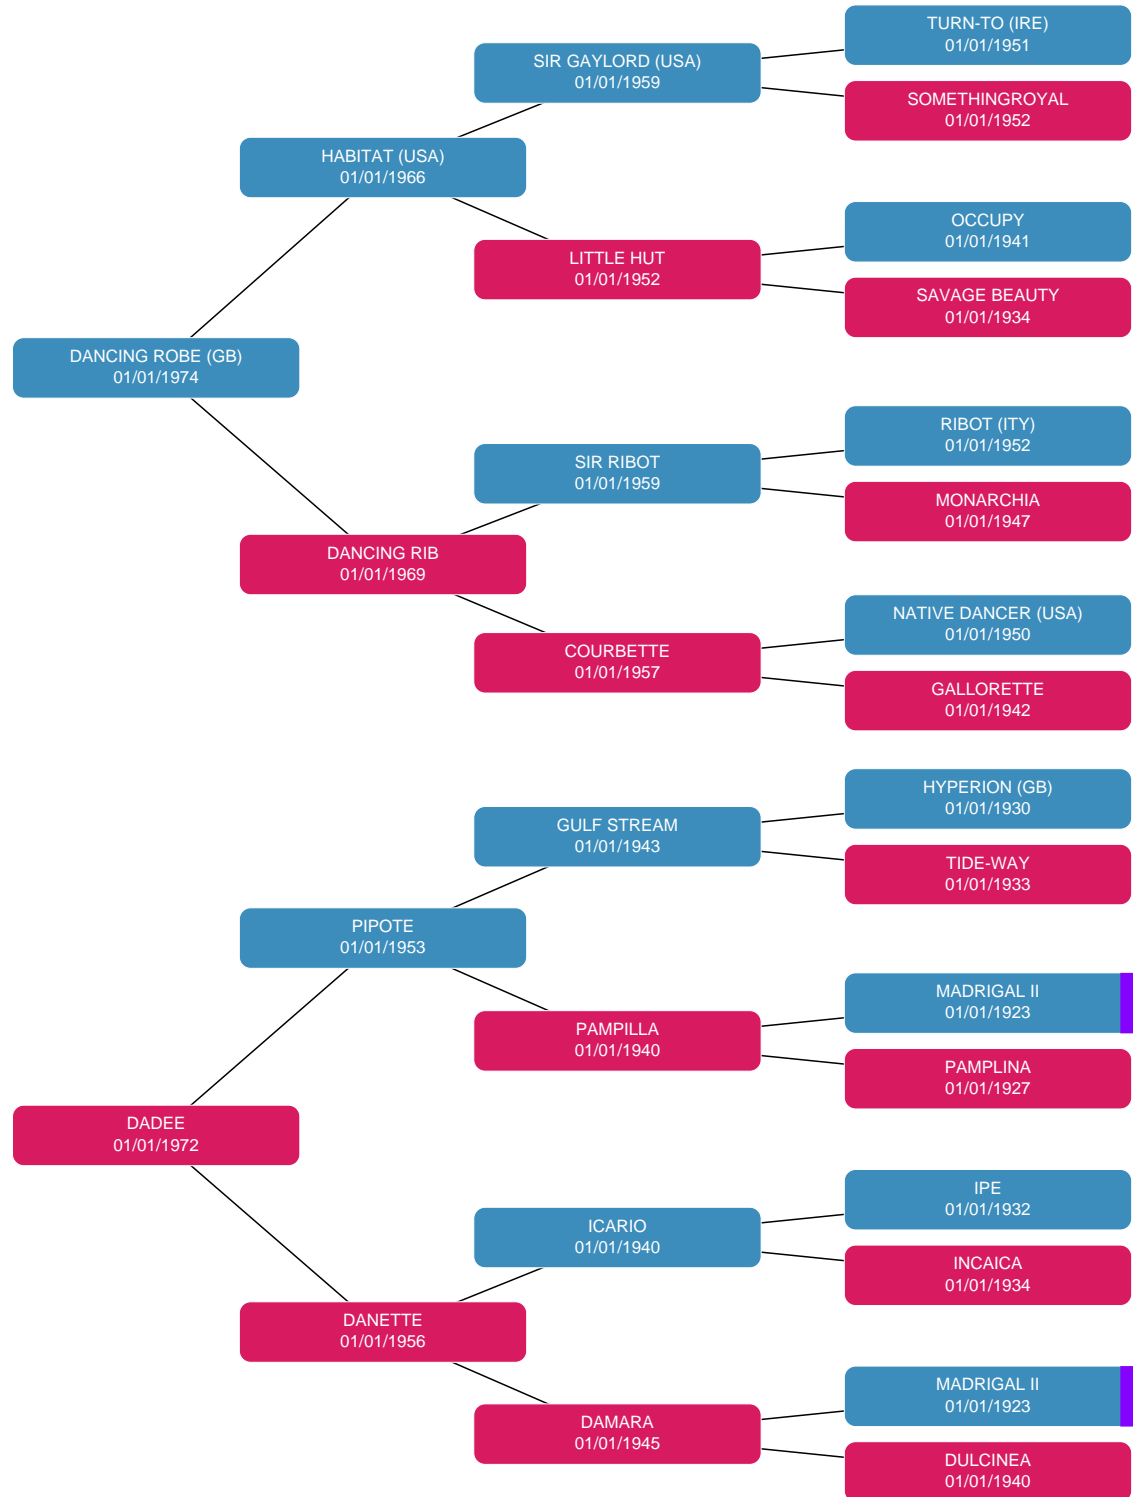 TURN-TO (IRE)
01/01/1951
SIR GAYLORD (USA)
01/01/1959
SOMETHINGROYAL
01/01/1952
HABITAT (USA)
01/01/1966
OCCUPY
01/01/1941
LITTLE HUT
01/01/1952
SAVAGE BEAUTY
01/01/1934
DANCING ROBE (GB)
01/01/1974
RIBOT (ITY)
01/01/1952
SIR RIBOT
01/01/1959
MONARCHIA
01/01/1947
DANCING RIB
01/01/1969
NATIVE DANCER (USA)
01/01/1950
COURBETTE
01/01/1957
GALLORETTE
01/01/1942
HYPERION (GB)
01/01/1930
GULF STREAM
01/01/1943
TIDE-WAY
01/01/1933
PIPOTE
01/01/1953
MADRIGAL II
01/01/1923
PAMPILLA
01/01/1940
PAMPLINA
01/01/1927
DADEE
01/01/1972
IPE
01/01/1932
ICARIO
01/01/1940
INCAICA
01/01/1934
DANETTE
01/01/1956
MADRIGAL II
01/01/1923
DAMARA
01/01/1945
DULCINEA
01/01/1940